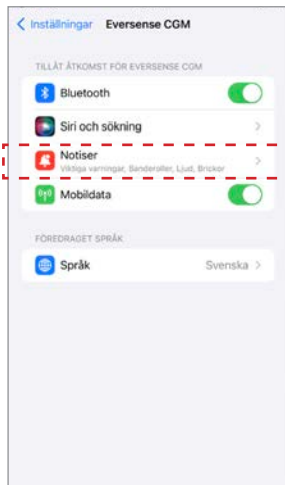 Inställningar Eversense CGM
TILLÅT ÅTKOMST FÖR EVERSENSE CGM
Bluetooth
Siri och sökning
Notiser
Viktiga varningar, Banderoller, Ljud, Brickor
Mobildata
FÖREDRAGET SPRÅK
Språk Svenska